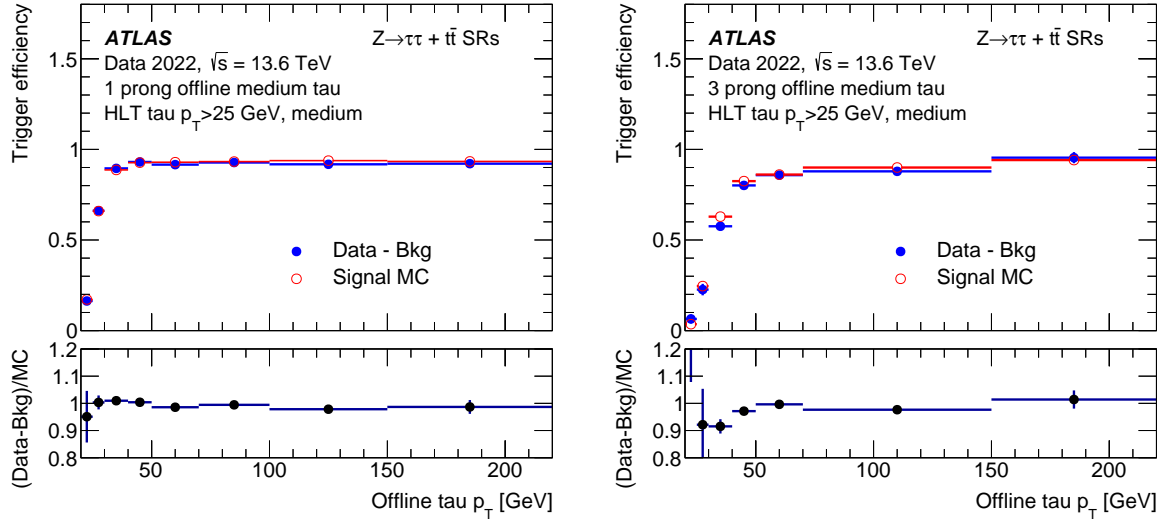 Trigger efficiency
1.5
1
0.5
0
ATLAS
Z→ττ + tt̄ SRs
Data 2022, √s = 13.6 TeV
1 prong offline medium tau
HLT tau p_T>25 GeV, medium
Data - Bkg
Signal MC
(Data-Bkg)/MC
1.2
1.1
1
0.9
0.8
50 100 150 200
Offline tau p_T [GeV]
Trigger efficiency
1.5
1
0.5
0
ATLAS
Z→ττ + tt̄ SRs
Data 2022, √s = 13.6 TeV
3 prong offline medium tau
HLT tau p_T>25 GeV, medium
Data - Bkg
Signal MC
(Data-Bkg)/MC
1.2
1.1
1
0.9
0.8
50 100 150 200
Offline tau p_T [GeV]